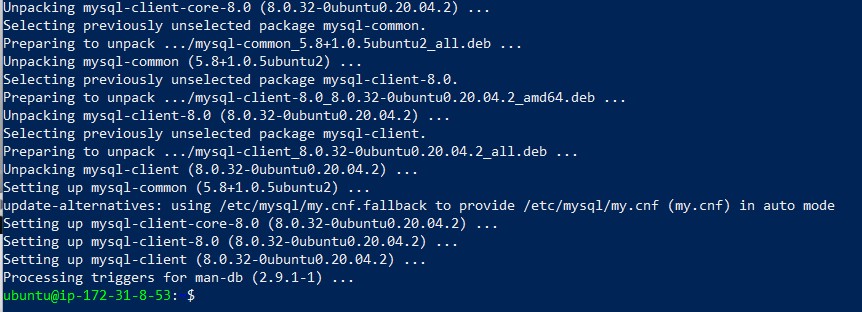 Unpacking mysql-client-core-8.0 (8.0.32-0ubuntu0.20.04.2) ...
Selecting previously unselected package mysql-common.
Preparing to unpack .../mysql-common_5.8+1.0.5ubuntu2_all.deb ...
Unpacking mysql-common (5.8+1.0.5ubuntu2) ...
Selecting previously unselected package mysql-client-8.0.
Preparing to unpack .../mysql-client-8.0_8.0.32-0ubuntu0.20.04.2_amd64.deb ...
Unpacking mysql-client-8.0 (8.0.32-0ubuntu0.20.04.2) ...
Selecting previously unselected package mysql-client.
Preparing to unpack .../mysql-client_8.0.32-0ubuntu0.20.04.2_all.deb ...
Unpacking mysql-client (8.0.32-0ubuntu0.20.04.2) ...
Setting up mysql-common (5.8+1.0.5ubuntu2) ...
update-alternatives: using /etc/mysql/my.cnf.fallback to provide /etc/mysql/my.cnf (my.cnf) in auto mode
Setting up mysql-client-core-8.0 (8.0.32-0ubuntu0.20.04.2) ...
Setting up mysql-client-8.0 (8.0.32-0ubuntu0.20.04.2) ...
Setting up mysql-client (8.0.32-0ubuntu0.20.04.2) ...
Processing triggers for man-db (2.9.1-1) ...
ubuntu@ip-172-31-8-53: $